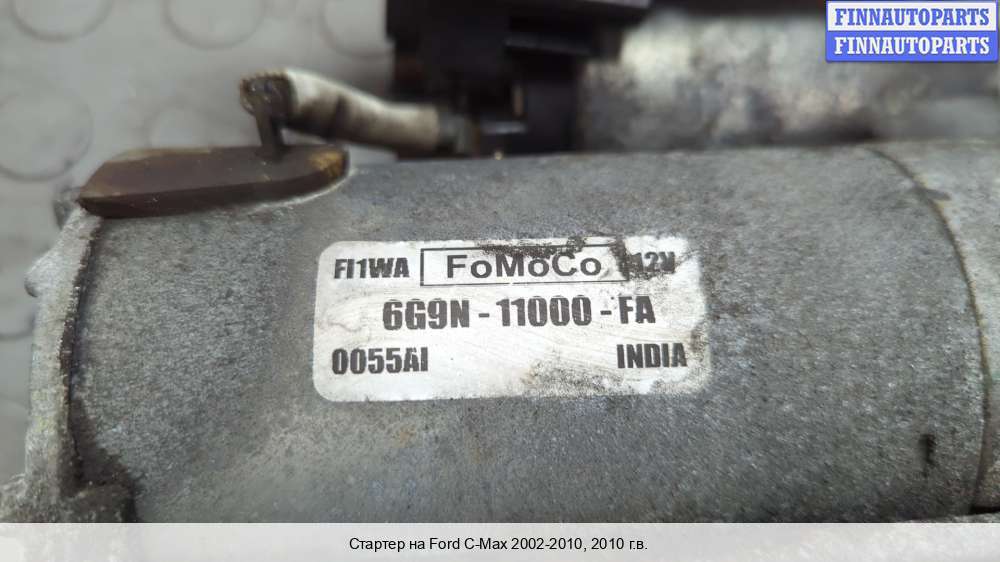 FINNAUTOPARTS
FINNAUTOPARTS
FI1WA FoMoCo 12V
6G9N - 11000 - FA
0055AI INDIA
Стартер на Ford C-Max 2002-2010, 2010 г.в.